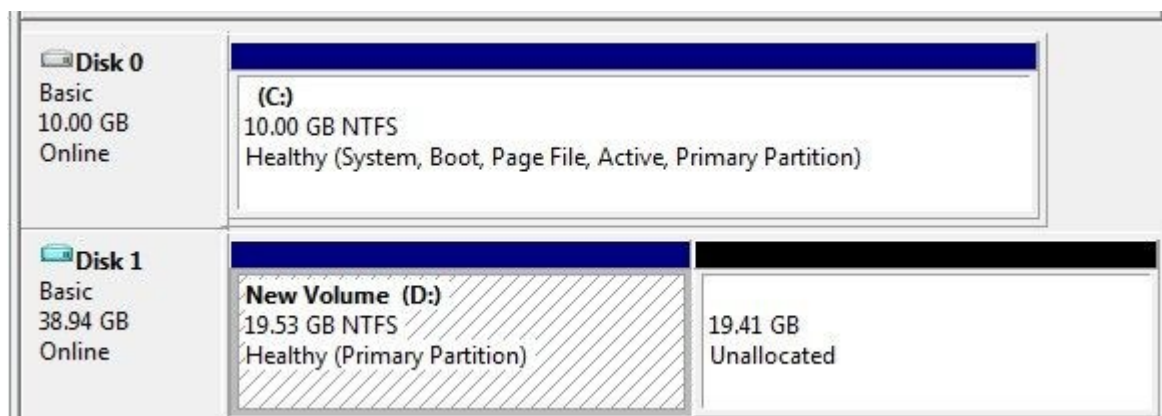 Disk 0
Basic
10.00 GB
Online
(C:)
10.00 GB NTFS
Healthy (System, Boot, Page File, Active, Primary Partition)
Disk 1
Basic
38.94 GB
Online
New Volume (D:)
19.53 GB NTFS
Healthy (Primary Partition)
19.41 GB
Unallocated